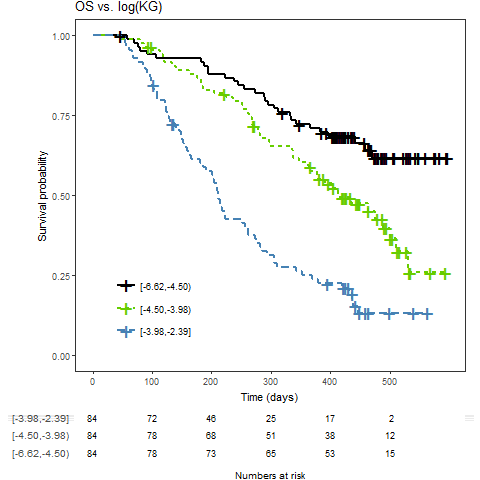 OS vs. log(KG)
1.00
0.75
0.50
0.25
0.00
Survival probability
[-6.62,-4.50)
[-4.50,-3.98)
[-3.98,-2.39]
0 100 200 300 400 500
Time (days)
[-3.98,-2.39] 84 72 46 25 17 2
[-4.50,-3.98) 84 78 68 51 38 12
[-6.62,-4.50) 84 78 73 65 53 15
Numbers at risk